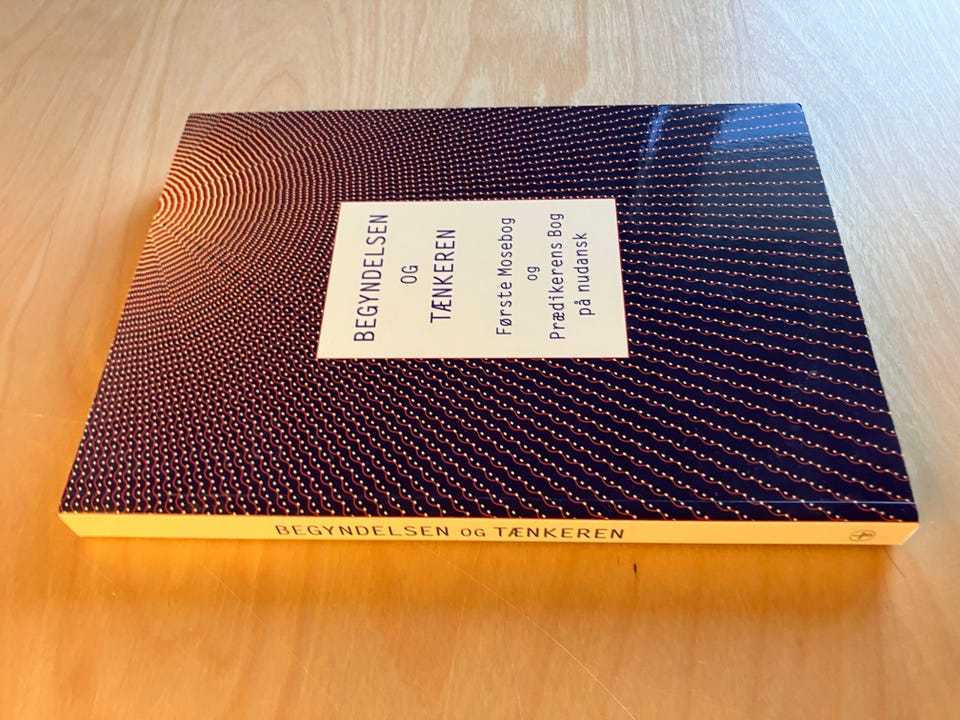 BEGYNDELSEN
OG
TÆNKEREN
Første Mosebog
og
Prædikerens Bog
på nudansk
BEGYNDELSEN OG TÆNKEREN